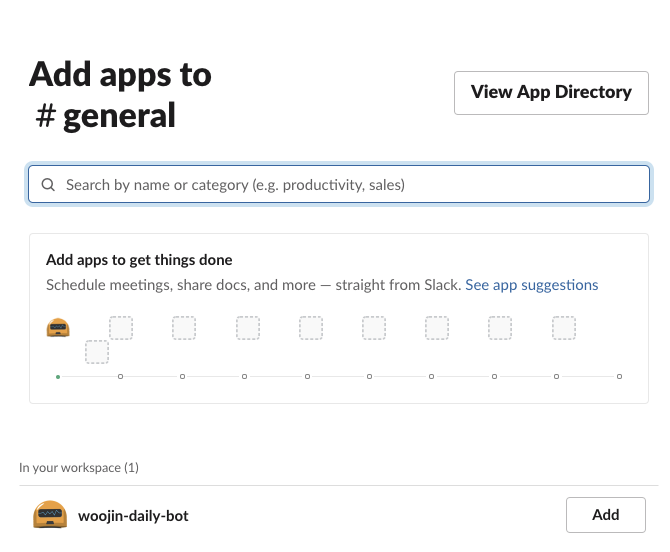 Add apps to
# general
View App Directory
Search by name or category (e.g. productivity, sales)
Add apps to get things done
Schedule meetings, share docs, and more — straight from Slack. See app suggestions
In your workspace (1)
woojin-daily-bot
Add